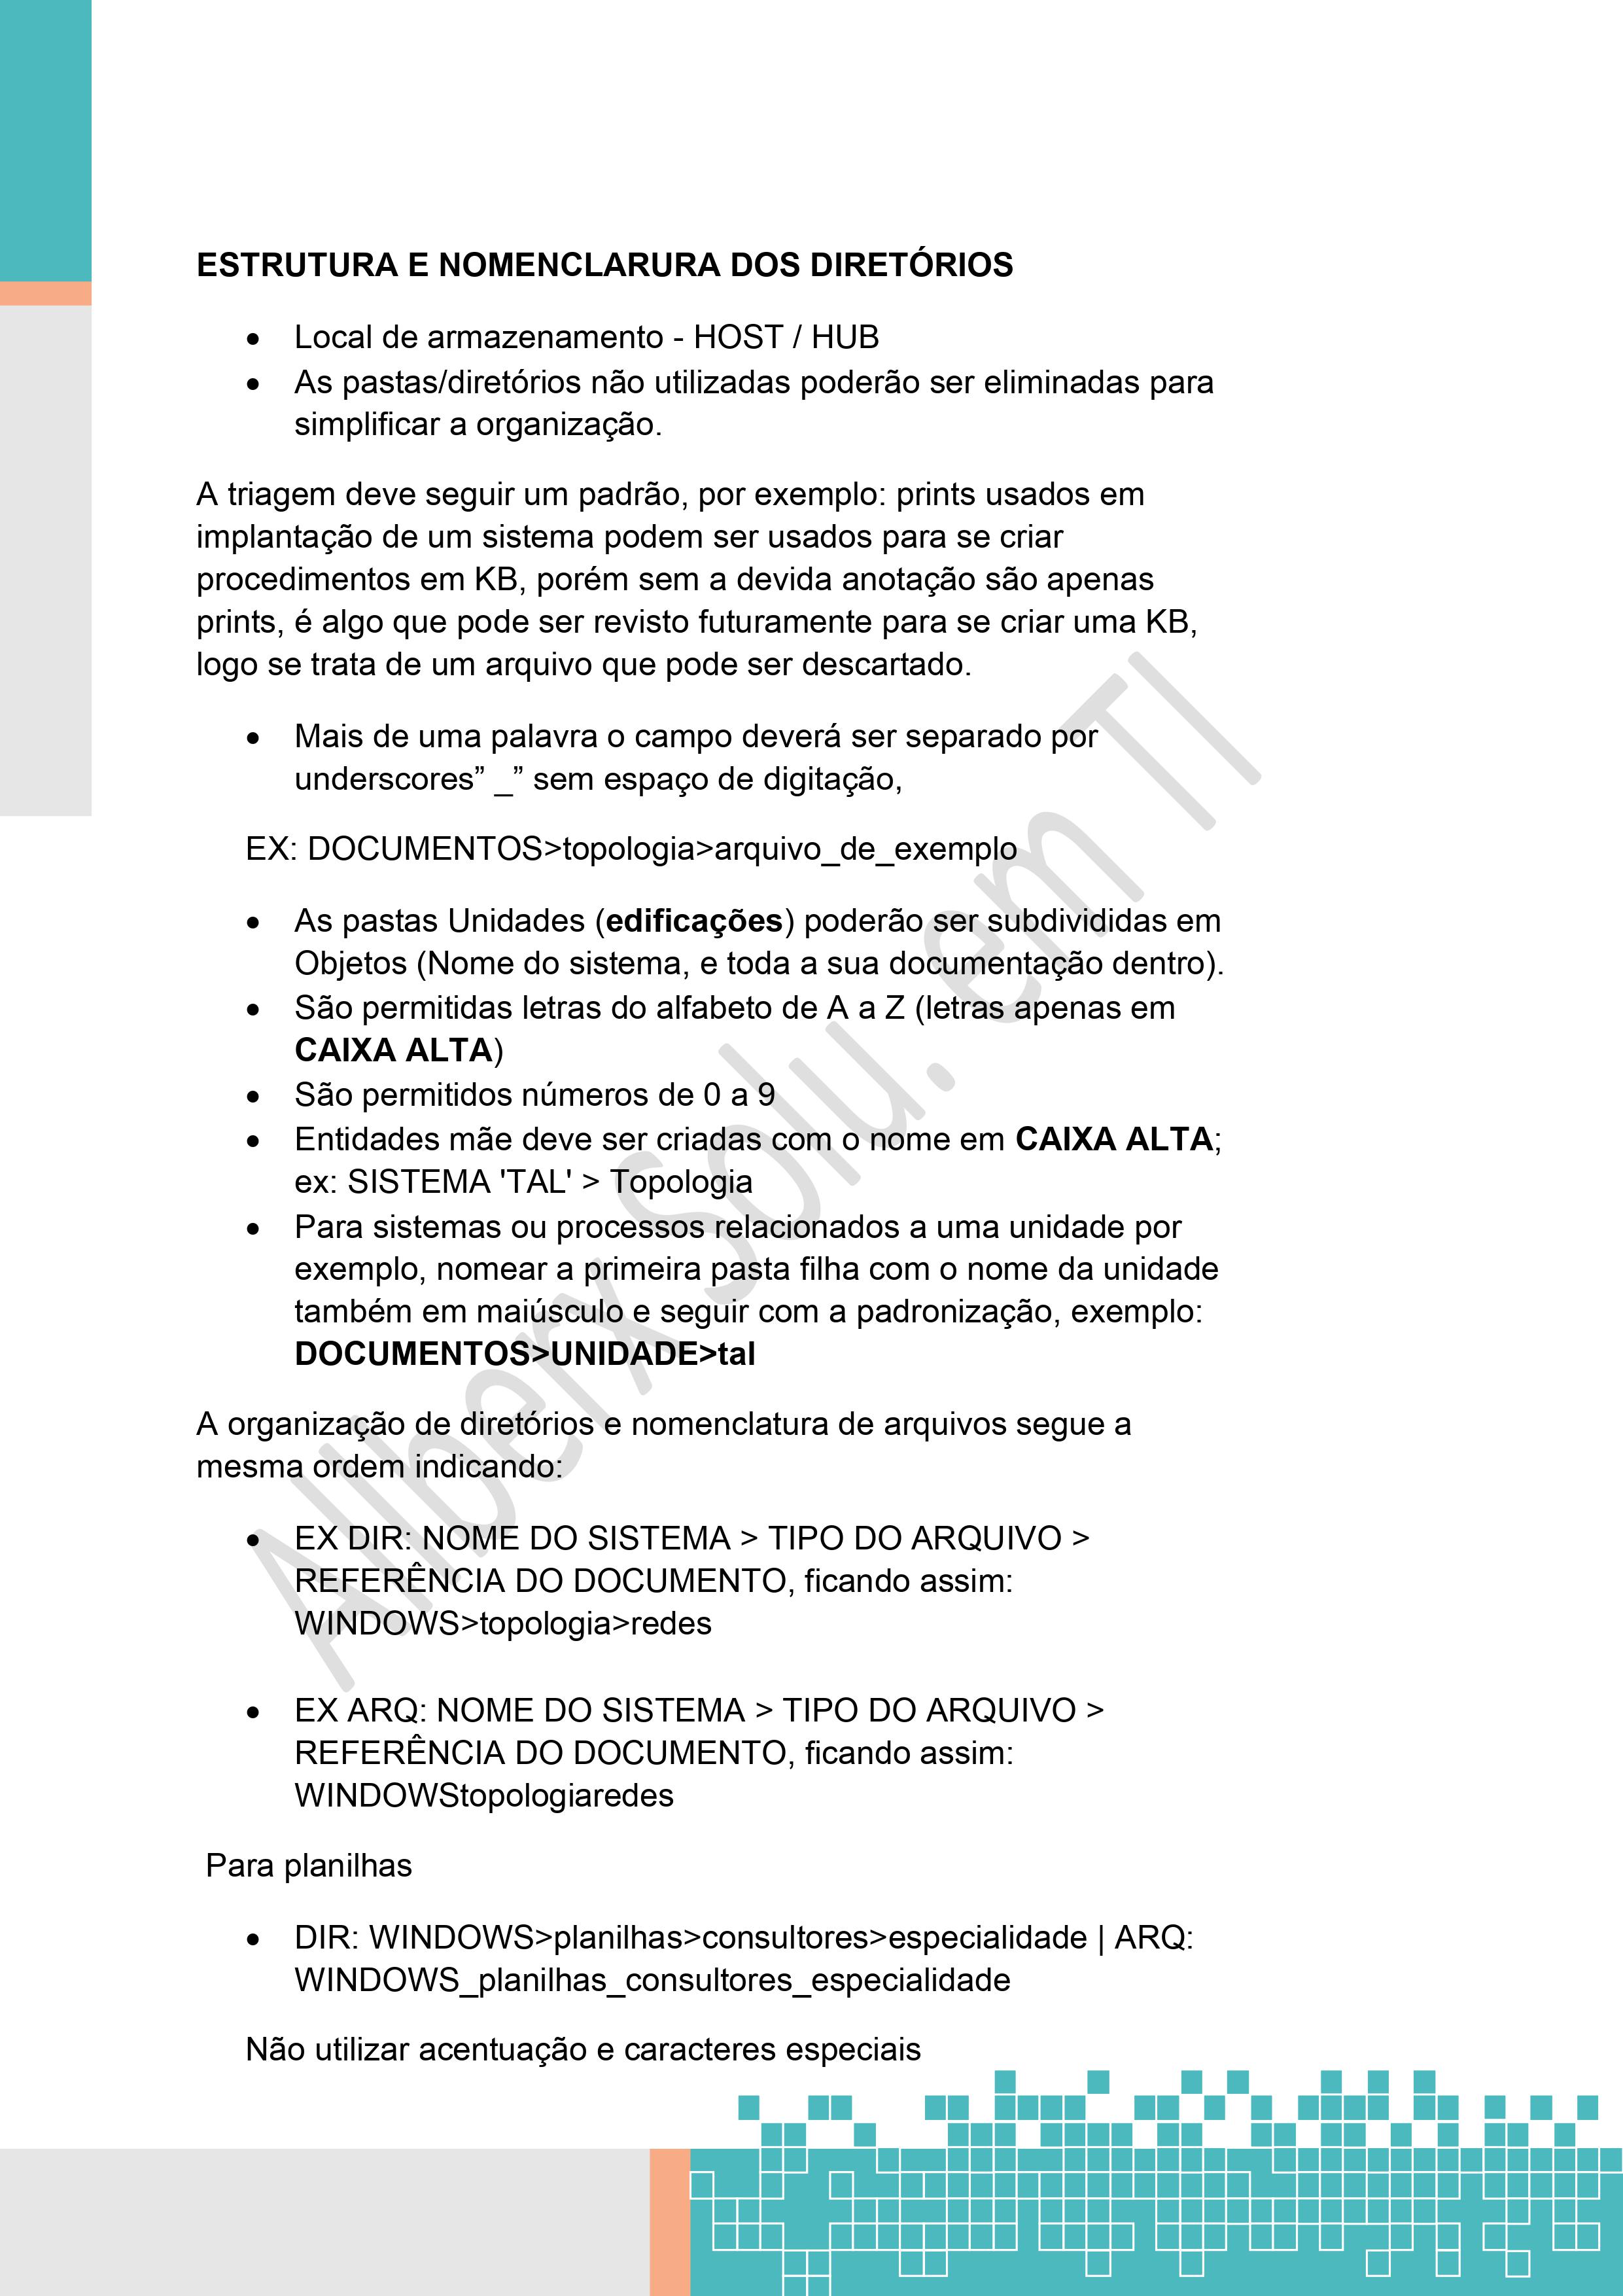 ESTRUTURA E NOMENCLARURA DOS DIRETÓRIOS
• Local de armazenamento - HOST / HUB
• As pastas/diretórios não utilizadas poderão ser eliminadas para
simplificar a organização.
A triagem deve seguir um padrão, por exemplo: prints usados em
implantação de um sistema podem ser usados para se criar
procedimentos em KB, porém sem a devida anotação são apenas
prints, é algo que pode ser revisto futuramente para se criar uma KB,
logo se trata de um arquivo que pode ser descartado.
• Mais de uma palavra o campo deverá ser separado por
underscores” _” sem espaço de digitação,
EX: DOCUMENTOS>topologia>arquivo_de_exemplo
• As pastas Unidades (edificações) poderão ser subdivididas em
Objetos (Nome do sistema, e toda a sua documentação dentro).
• São permitidas letras do alfabeto de A a Z (letras apenas em
CAIXA ALTA)
• São permitidos números de 0 a 9
• Entidades mãe deve ser criadas com o nome em CAIXA ALTA;
ex: SISTEMA 'TAL' > Topologia
• Para sistemas ou processos relacionados a uma unidade por
exemplo, nomear a primeira pasta filha com o nome da unidade
também em maiúsculo e seguir com a padronização, exemplo:
DOCUMENTOS>UNIDADE>tal
A organização de diretórios e nomenclatura de arquivos segue a
mesma ordem indicando:
• EX DIR: NOME DO SISTEMA > TIPO DO ARQUIVO >
REFERÊNCIA DO DOCUMENTO, ficando assim:
WINDOWS>topologia>redes
• EX ARQ: NOME DO SISTEMA > TIPO DO ARQUIVO >
REFERÊNCIA DO DOCUMENTO, ficando assim:
WINDOWStopologiaredes
Para planilhas
• DIR: WINDOWS>planilhas>consultores>especialidade | ARQ:
WINDOWS_planilhas_consultores_especialidade
Não utilizar acentuação e caracteres especiais
Allberx Solu. em TI